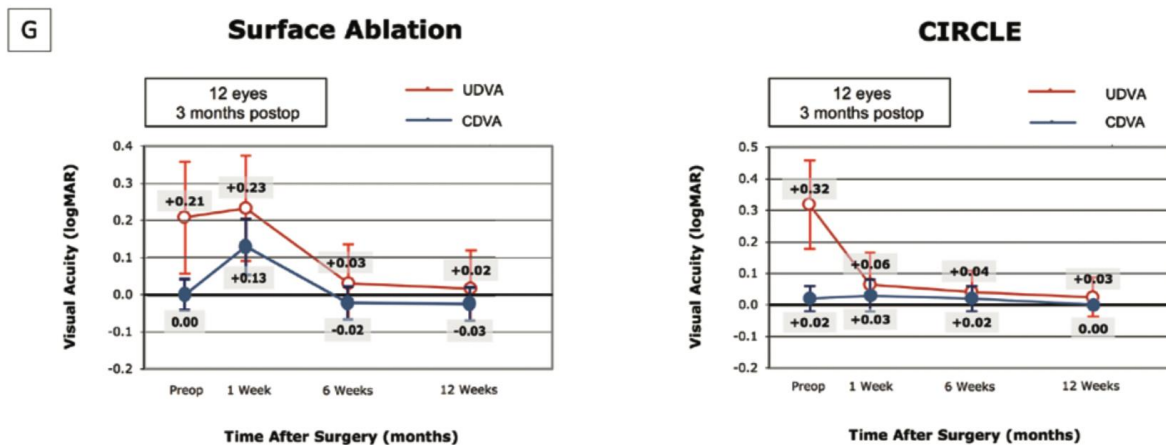 G
Surface Ablation
12 eyes
3 months postop
UDVA
CDVA
Visual Acuity (logMAR)
0.4
0.3
0.2
0.1
0.0
-0.1
-0.2
+0.21
+0.23
+0.13
+0.03
+0.02
0.00
-0.02
-0.03
Preop
1 Week
6 Weeks
12 Weeks
Time After Surgery (months)
CIRCLE
12 eyes
3 months postop
UDVA
CDVA
Visual Acuity (logMAR)
0.5
0.4
0.3
0.2
0.1
0.0
-0.1
-0.2
+0.32
+0.06
+0.04
+0.03
+0.02
+0.03
+0.02
0.00
Preop
1 Week
6 Weeks
12 Weeks
Time After Surgery (months)